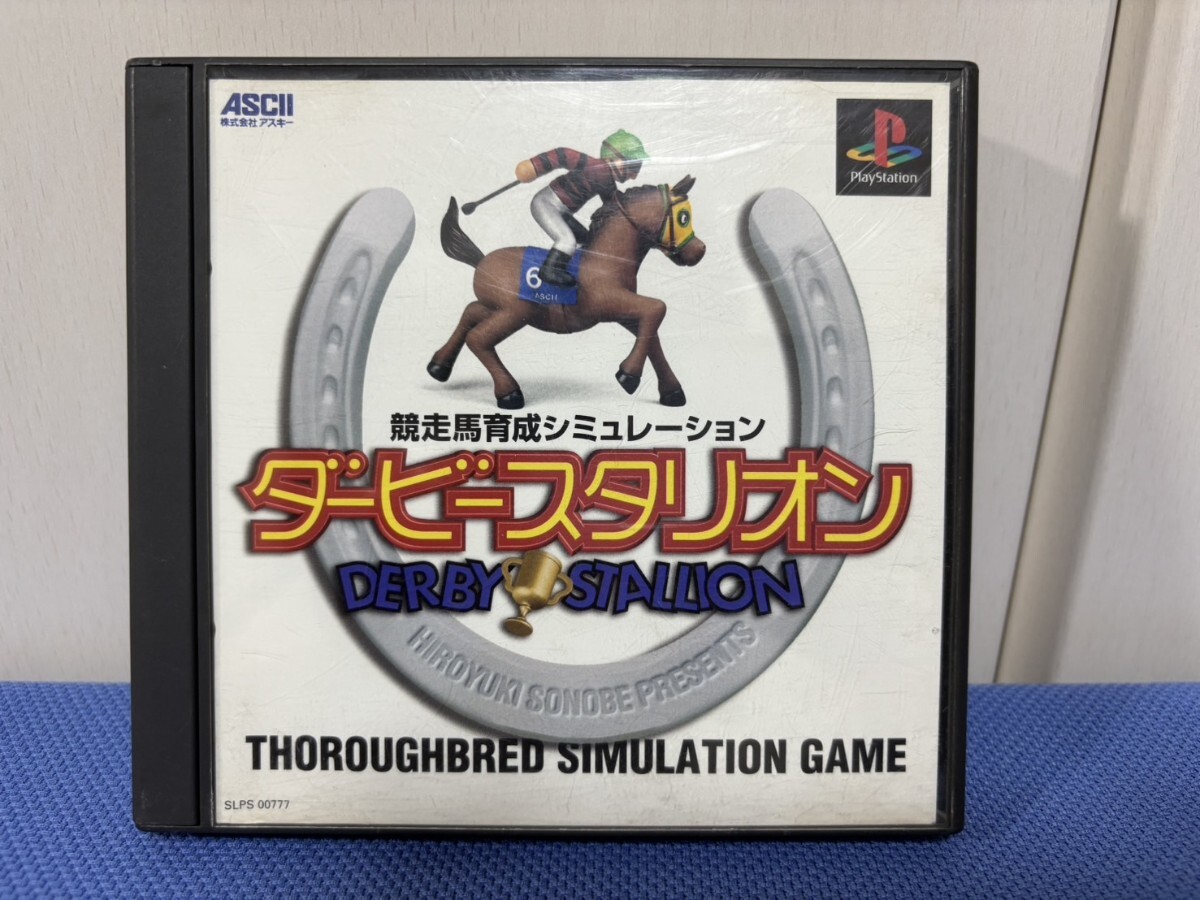 ASCII
株式会社アスキー
PlayStation
6
ASCII
競走馬育成シミュレーション
ダービースタリオン
DERBY STALLION
HIROYUKI SONOBE PRESENTS
THOROUGHBRED SIMULATION GAME
SLPS 00777